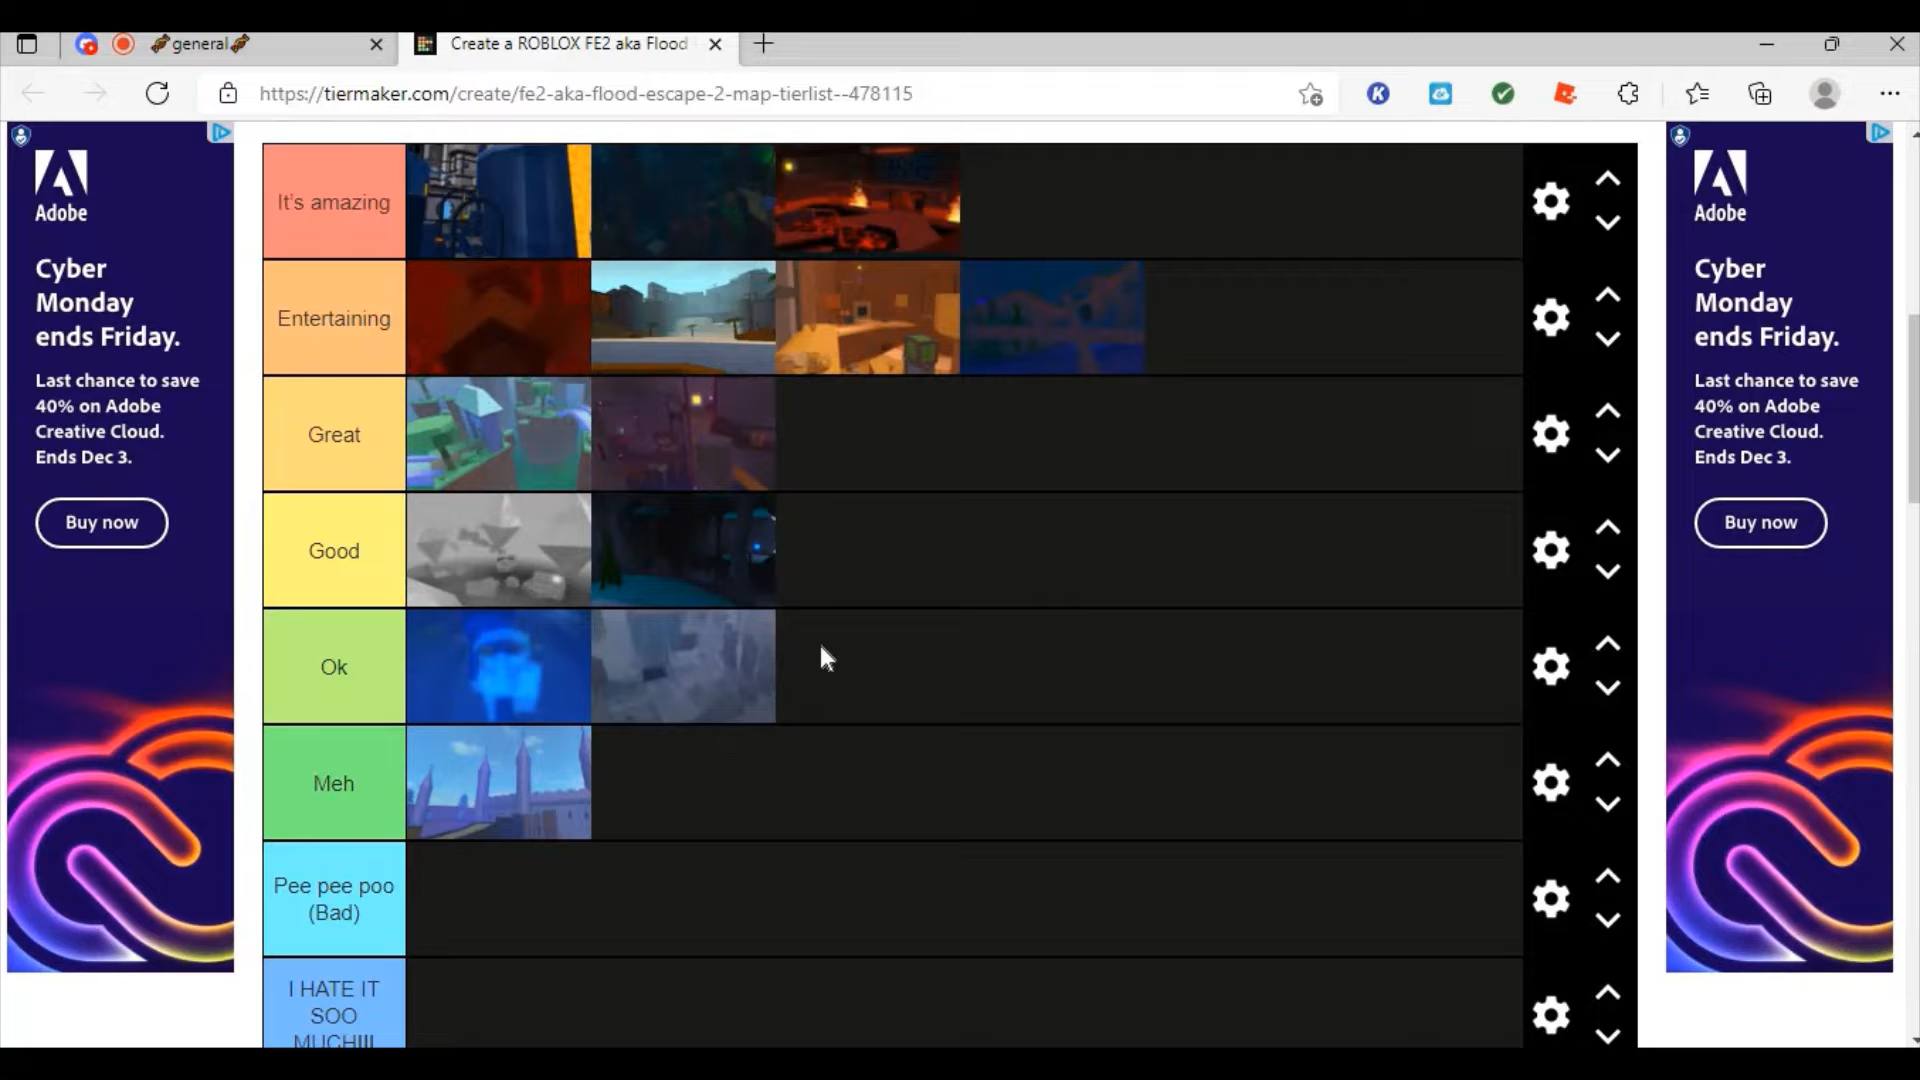 general
Create a ROBLOX FE2 aka Flood
https://tiermaker.com/create/fe2-aka-flood-escape-2-map-tierlist--478115
Adobe
Cyber
Monday
ends Friday.
Last chance to save
40% on Adobe
Creative Cloud.
Ends Dec 3.
Buy now
It's amazing
Entertaining
Great
Good
Ok
Meh
Pee pee poo
(Bad)
I HATE IT
SOO
MUCH!!!
Adobe
Cyber
Monday
ends Friday.
Last chance to save
40% on Adobe
Creative Cloud.
Ends Dec 3.
Buy now